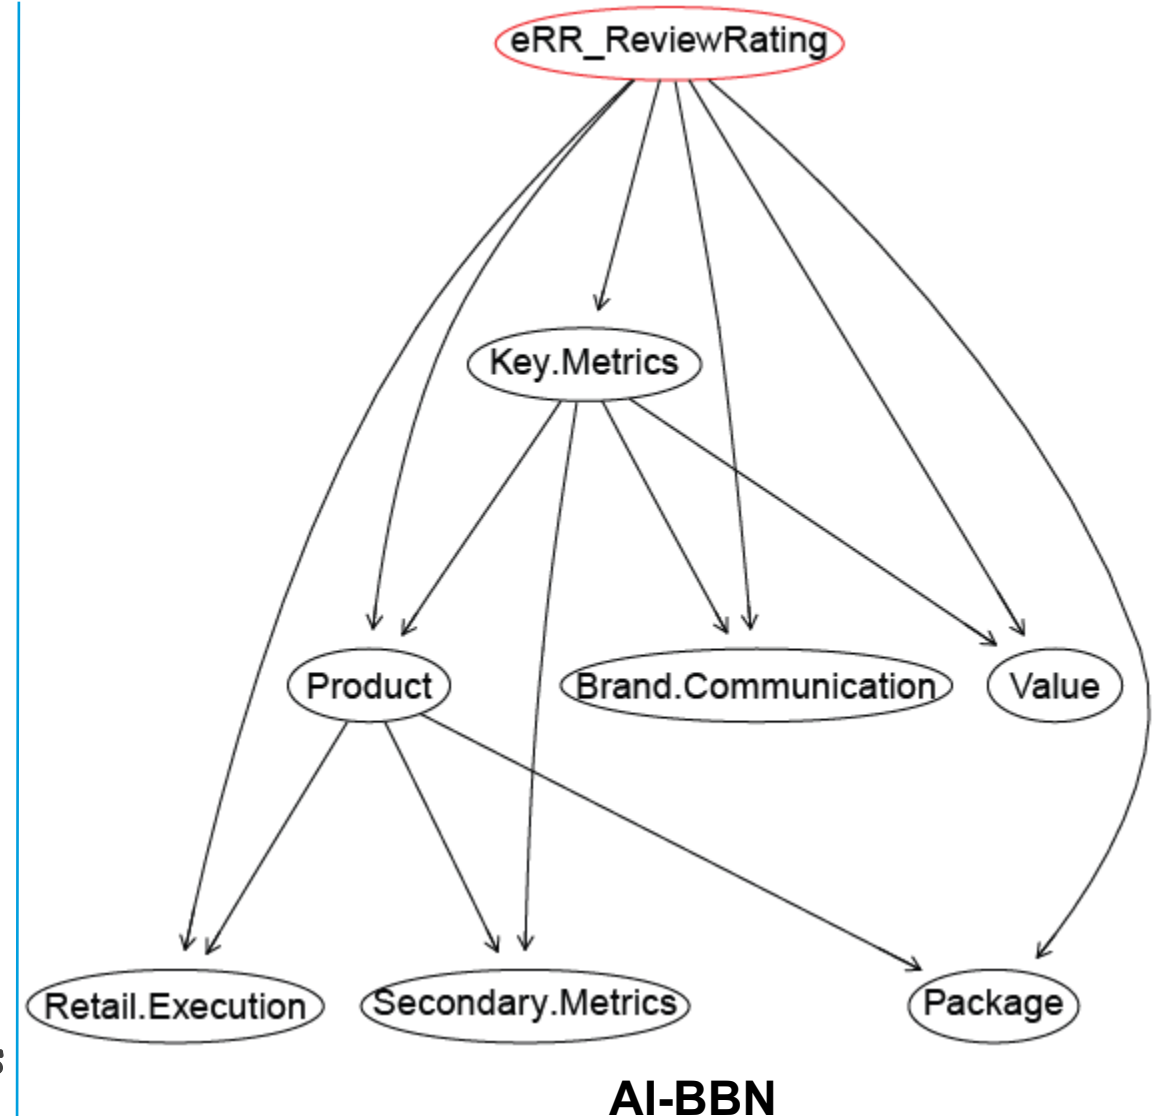 eRR_ReviewRating
Key.Metrics
Product
Brand.Communication
Value
Retail.Execution
Secondary.Metrics
Package
AI-BBN